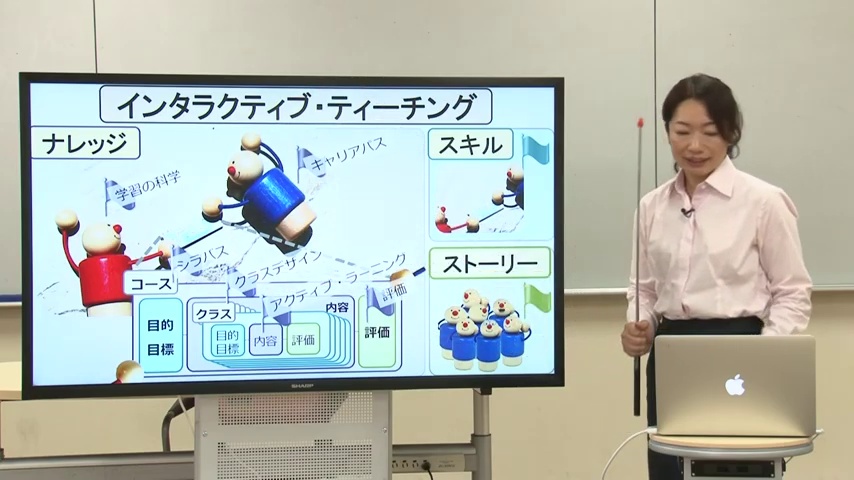 インタラクティブ・ティーチング
ナレッジ
スキル
キャリアパス
学習の科学
シラバス
クラスデザイン
アクティブ・ラーニング
評価
ストーリー
コース
目的
目標
クラス
内容
目的
目標
内容
評価
評価
SHARP